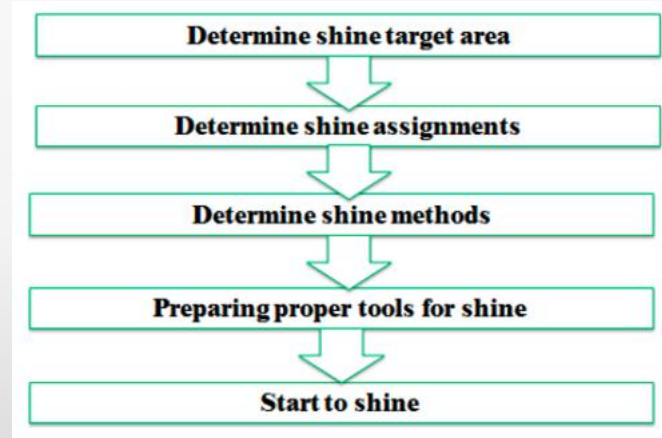 Determine shine target area
Determine shine assignments
Determine shine methods
Preparing proper tools for shine
Start to shine